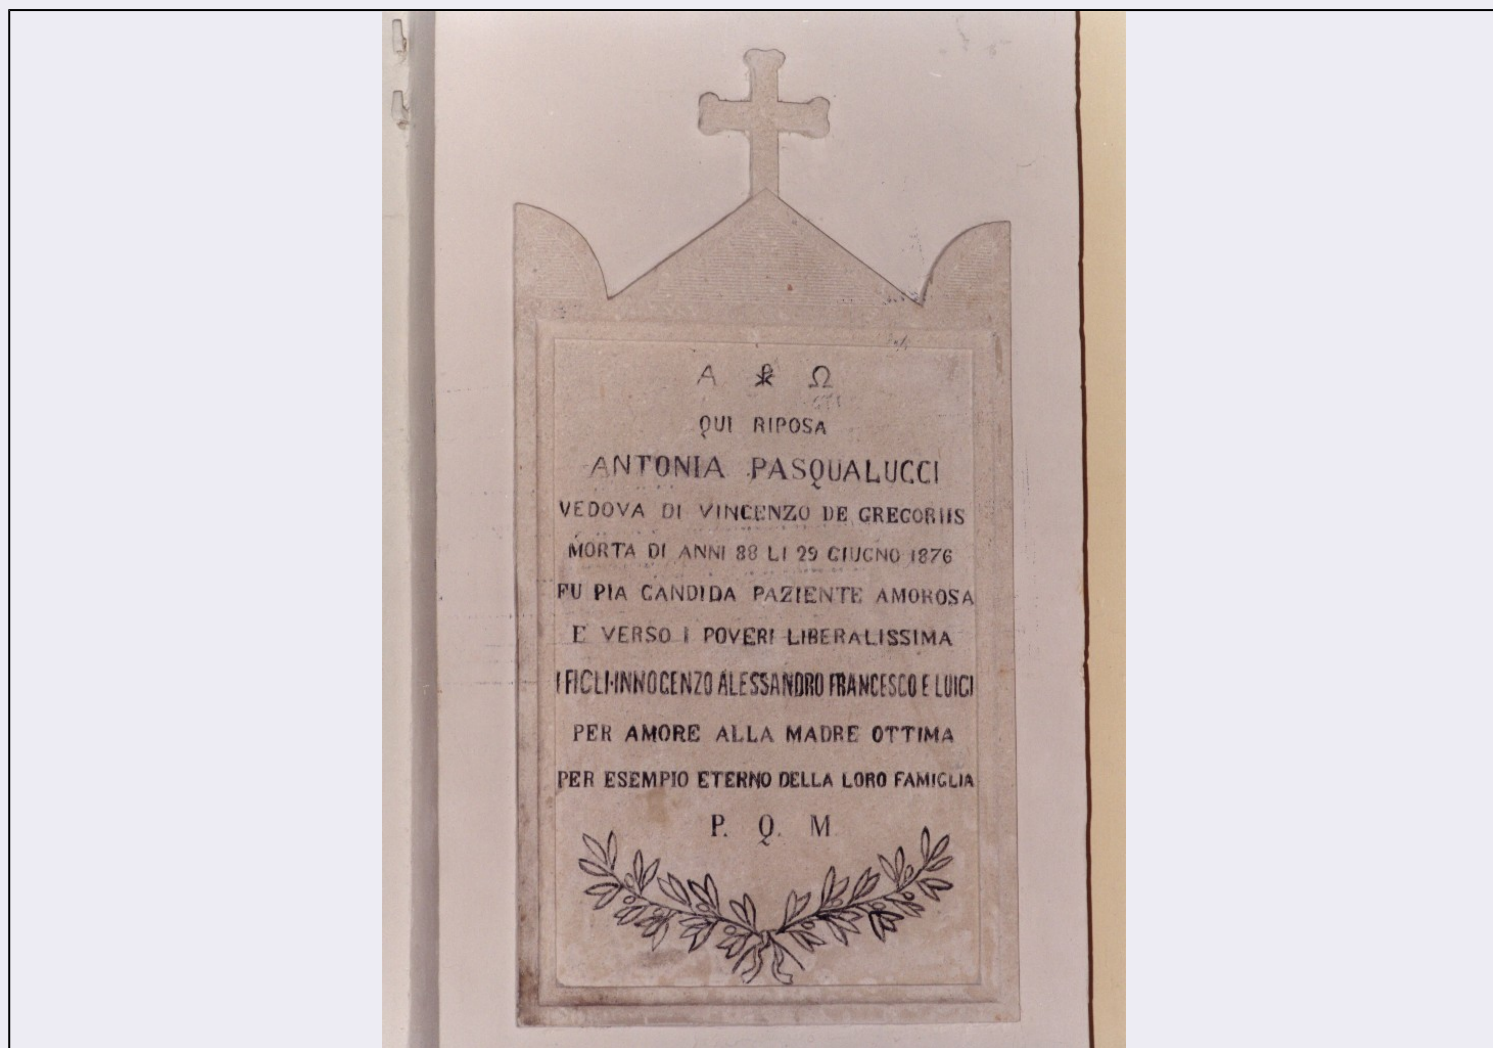 A ☧ Ω
QUI RIPOSA
ANTONIA PASQUALUCCI
VEDOVA DI VINCENZO DE GREGORIIS
MORTA DI ANNI 88 LI 29 GIUGNO 1876
FU PIA CANDIDA PAZIENTE AMOROSA
E VERSO I POVERI LIBERALISSIMA
I FIGLI·INNOCENZO ALESSANDRO FRANCESCO E LUIGI
PER AMORE ALLA MADRE OTTIMA
PER ESEMPIO ETERNO DELLA LORO FAMIGLIA
P. Q. M